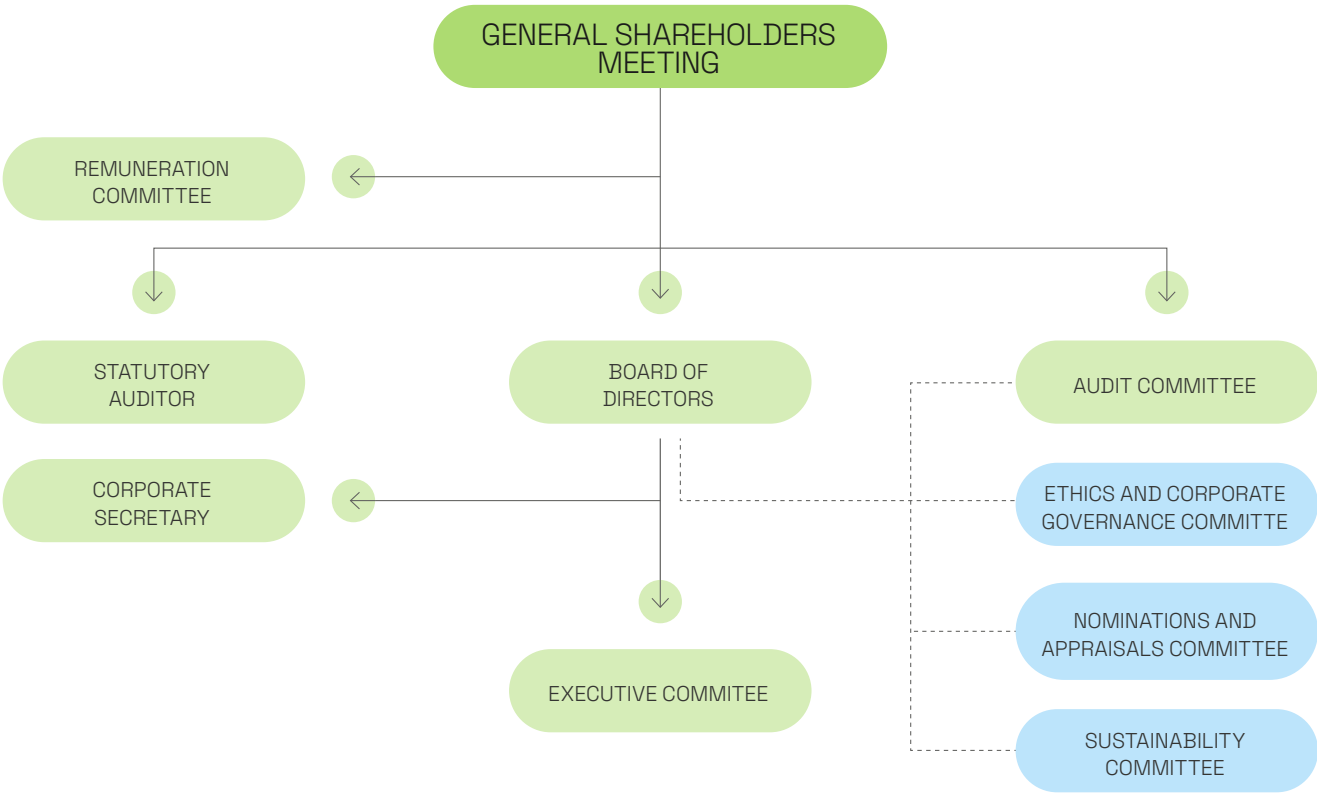 GENERAL SHAREHOLDERS
MEETING
REMUNERATION
COMMITTEE
STATUTORY
AUDITOR
BOARD OF
DIRECTORS
AUDIT COMMITTEE
CORPORATE
SECRETARY
ETHICS AND CORPORATE
GOVERNANCE COMMITTE
NOMINATIONS AND
APPRAISALS COMMITTEE
EXECUTIVE COMMITEE
SUSTAINABILITY
COMMITTEE